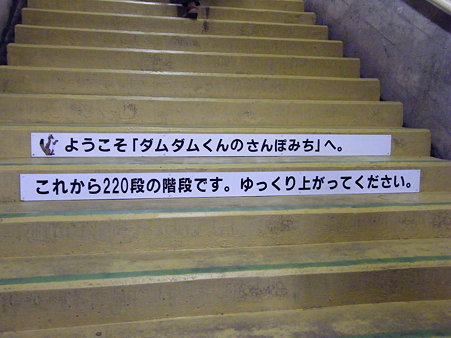 ようこそ「ダムダムくんのさんぽみち」へ。
これから220段の階段です。ゆっくり上がってください。